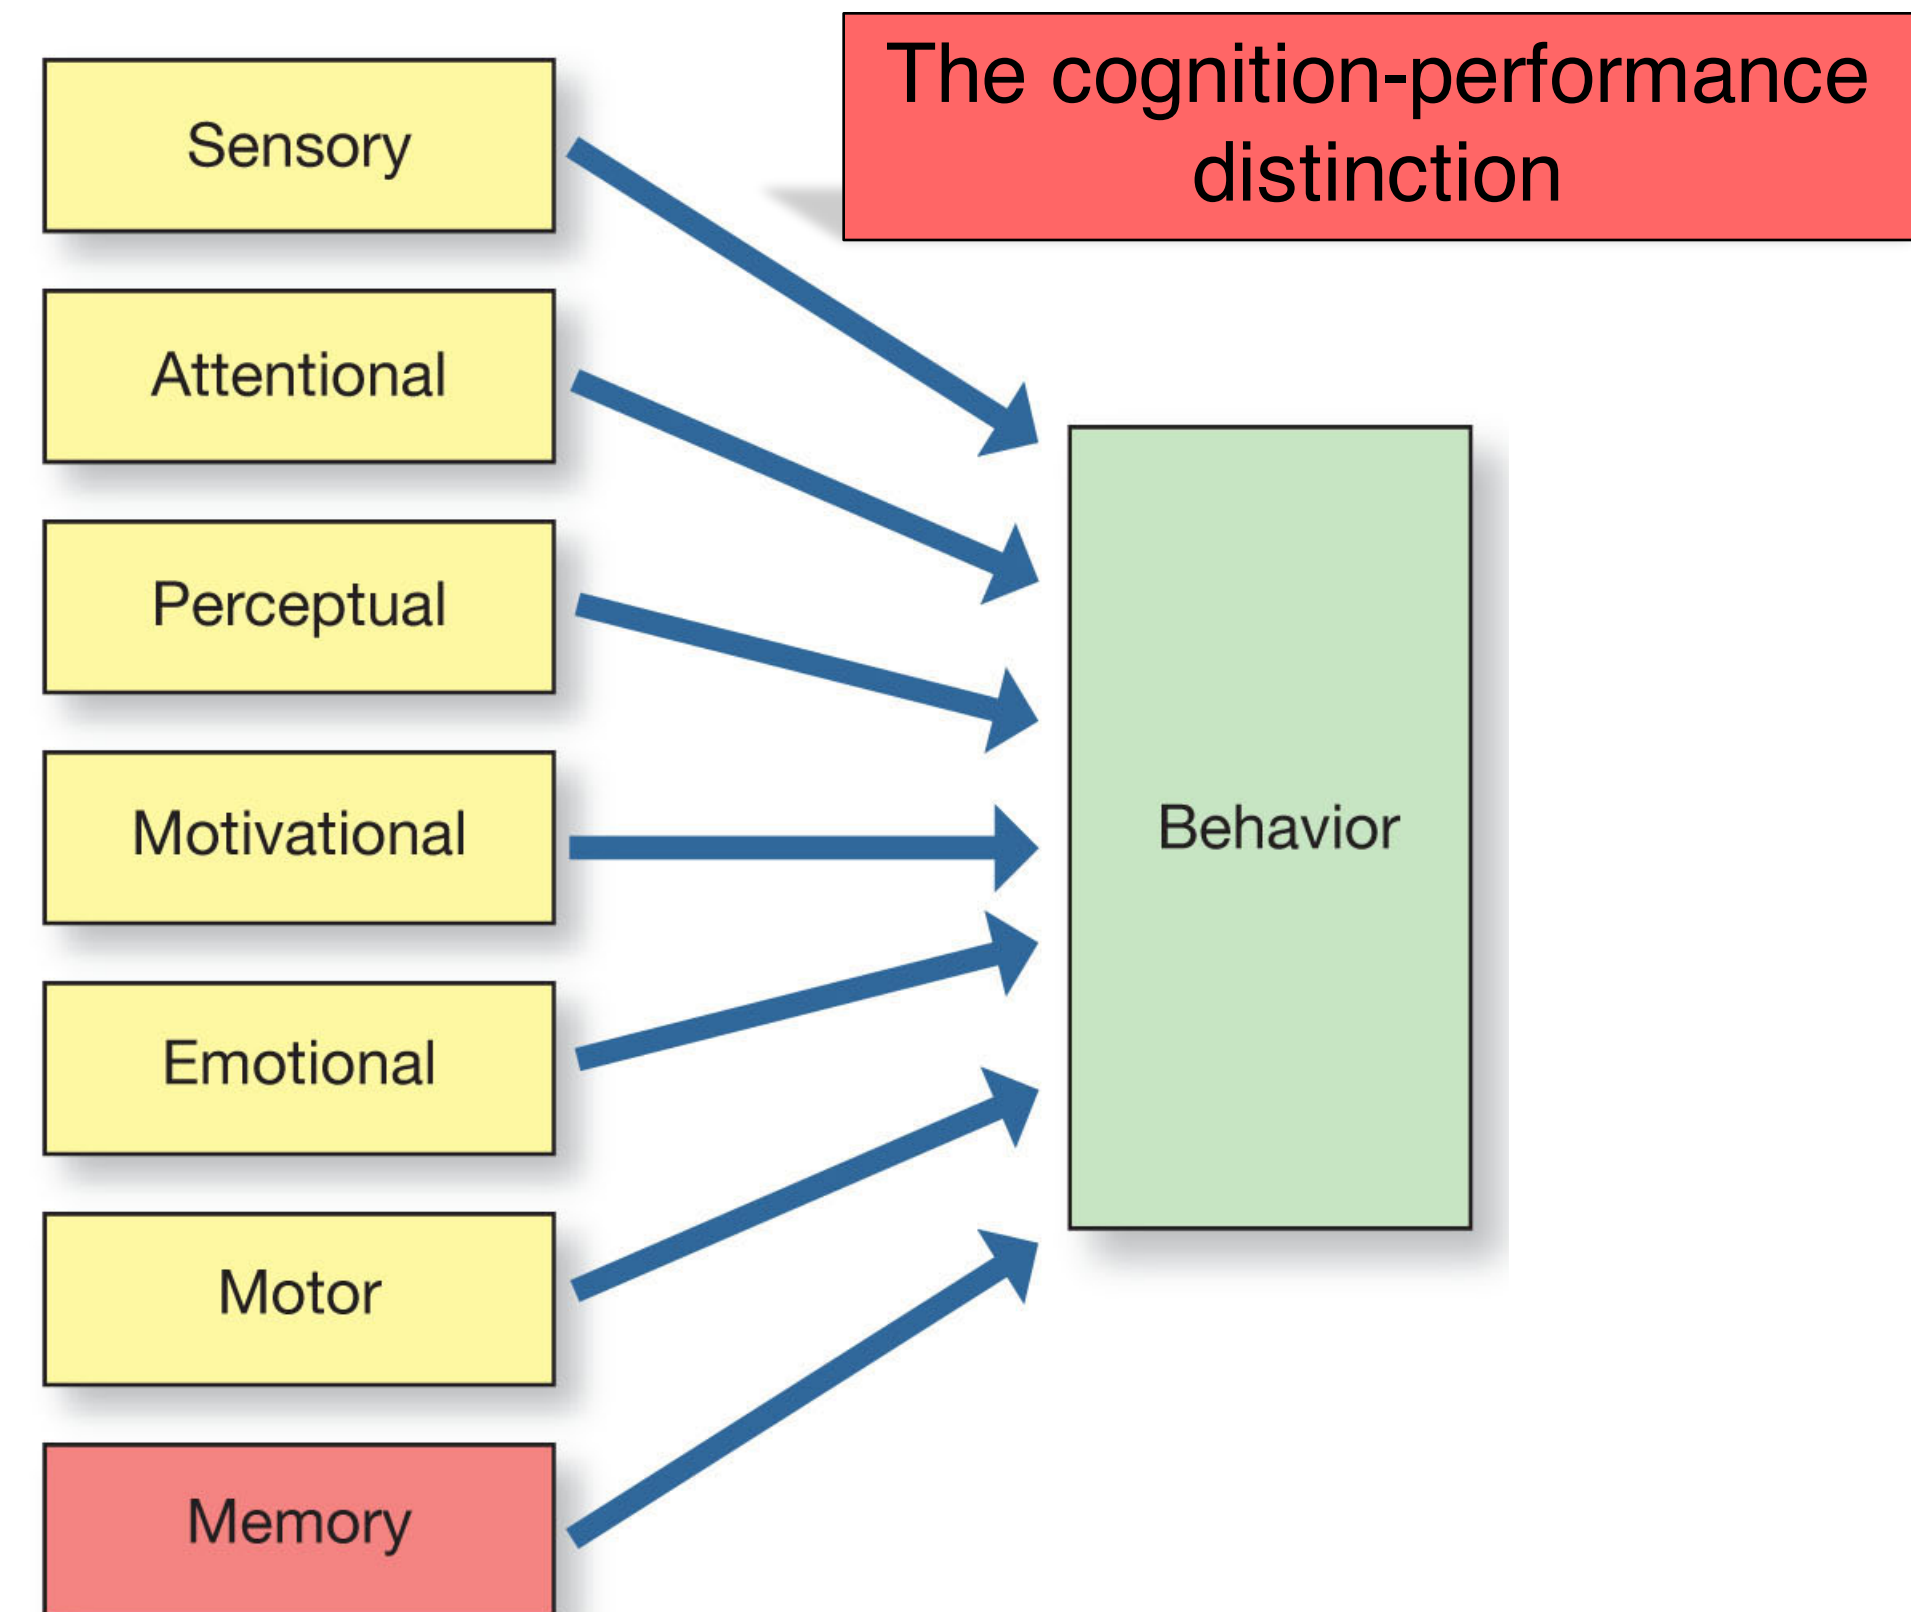 The cognition-performance
distinction
Sensory
Attentional
Perceptual
Motivational
Emotional
Motor
Memory
Behavior